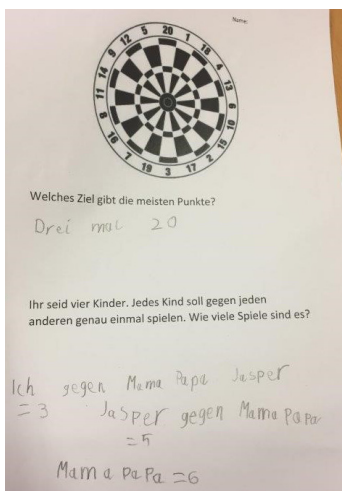 Name:
20 1 18 4 13 6 10 15 2 17 3 19 7 16 8 11 14 9 12 5
Welches Ziel gibt die meisten Punkte?
Drei mal 20
Ihr seid vier Kinder. Jedes Kind soll gegen jeden
anderen genau einmal spielen. Wie viele Spiele sind es?
Ich gegen Mama Papa Jasper
= 3 Jasper gegen Mama Papa
= 5
Mama Papa = 6